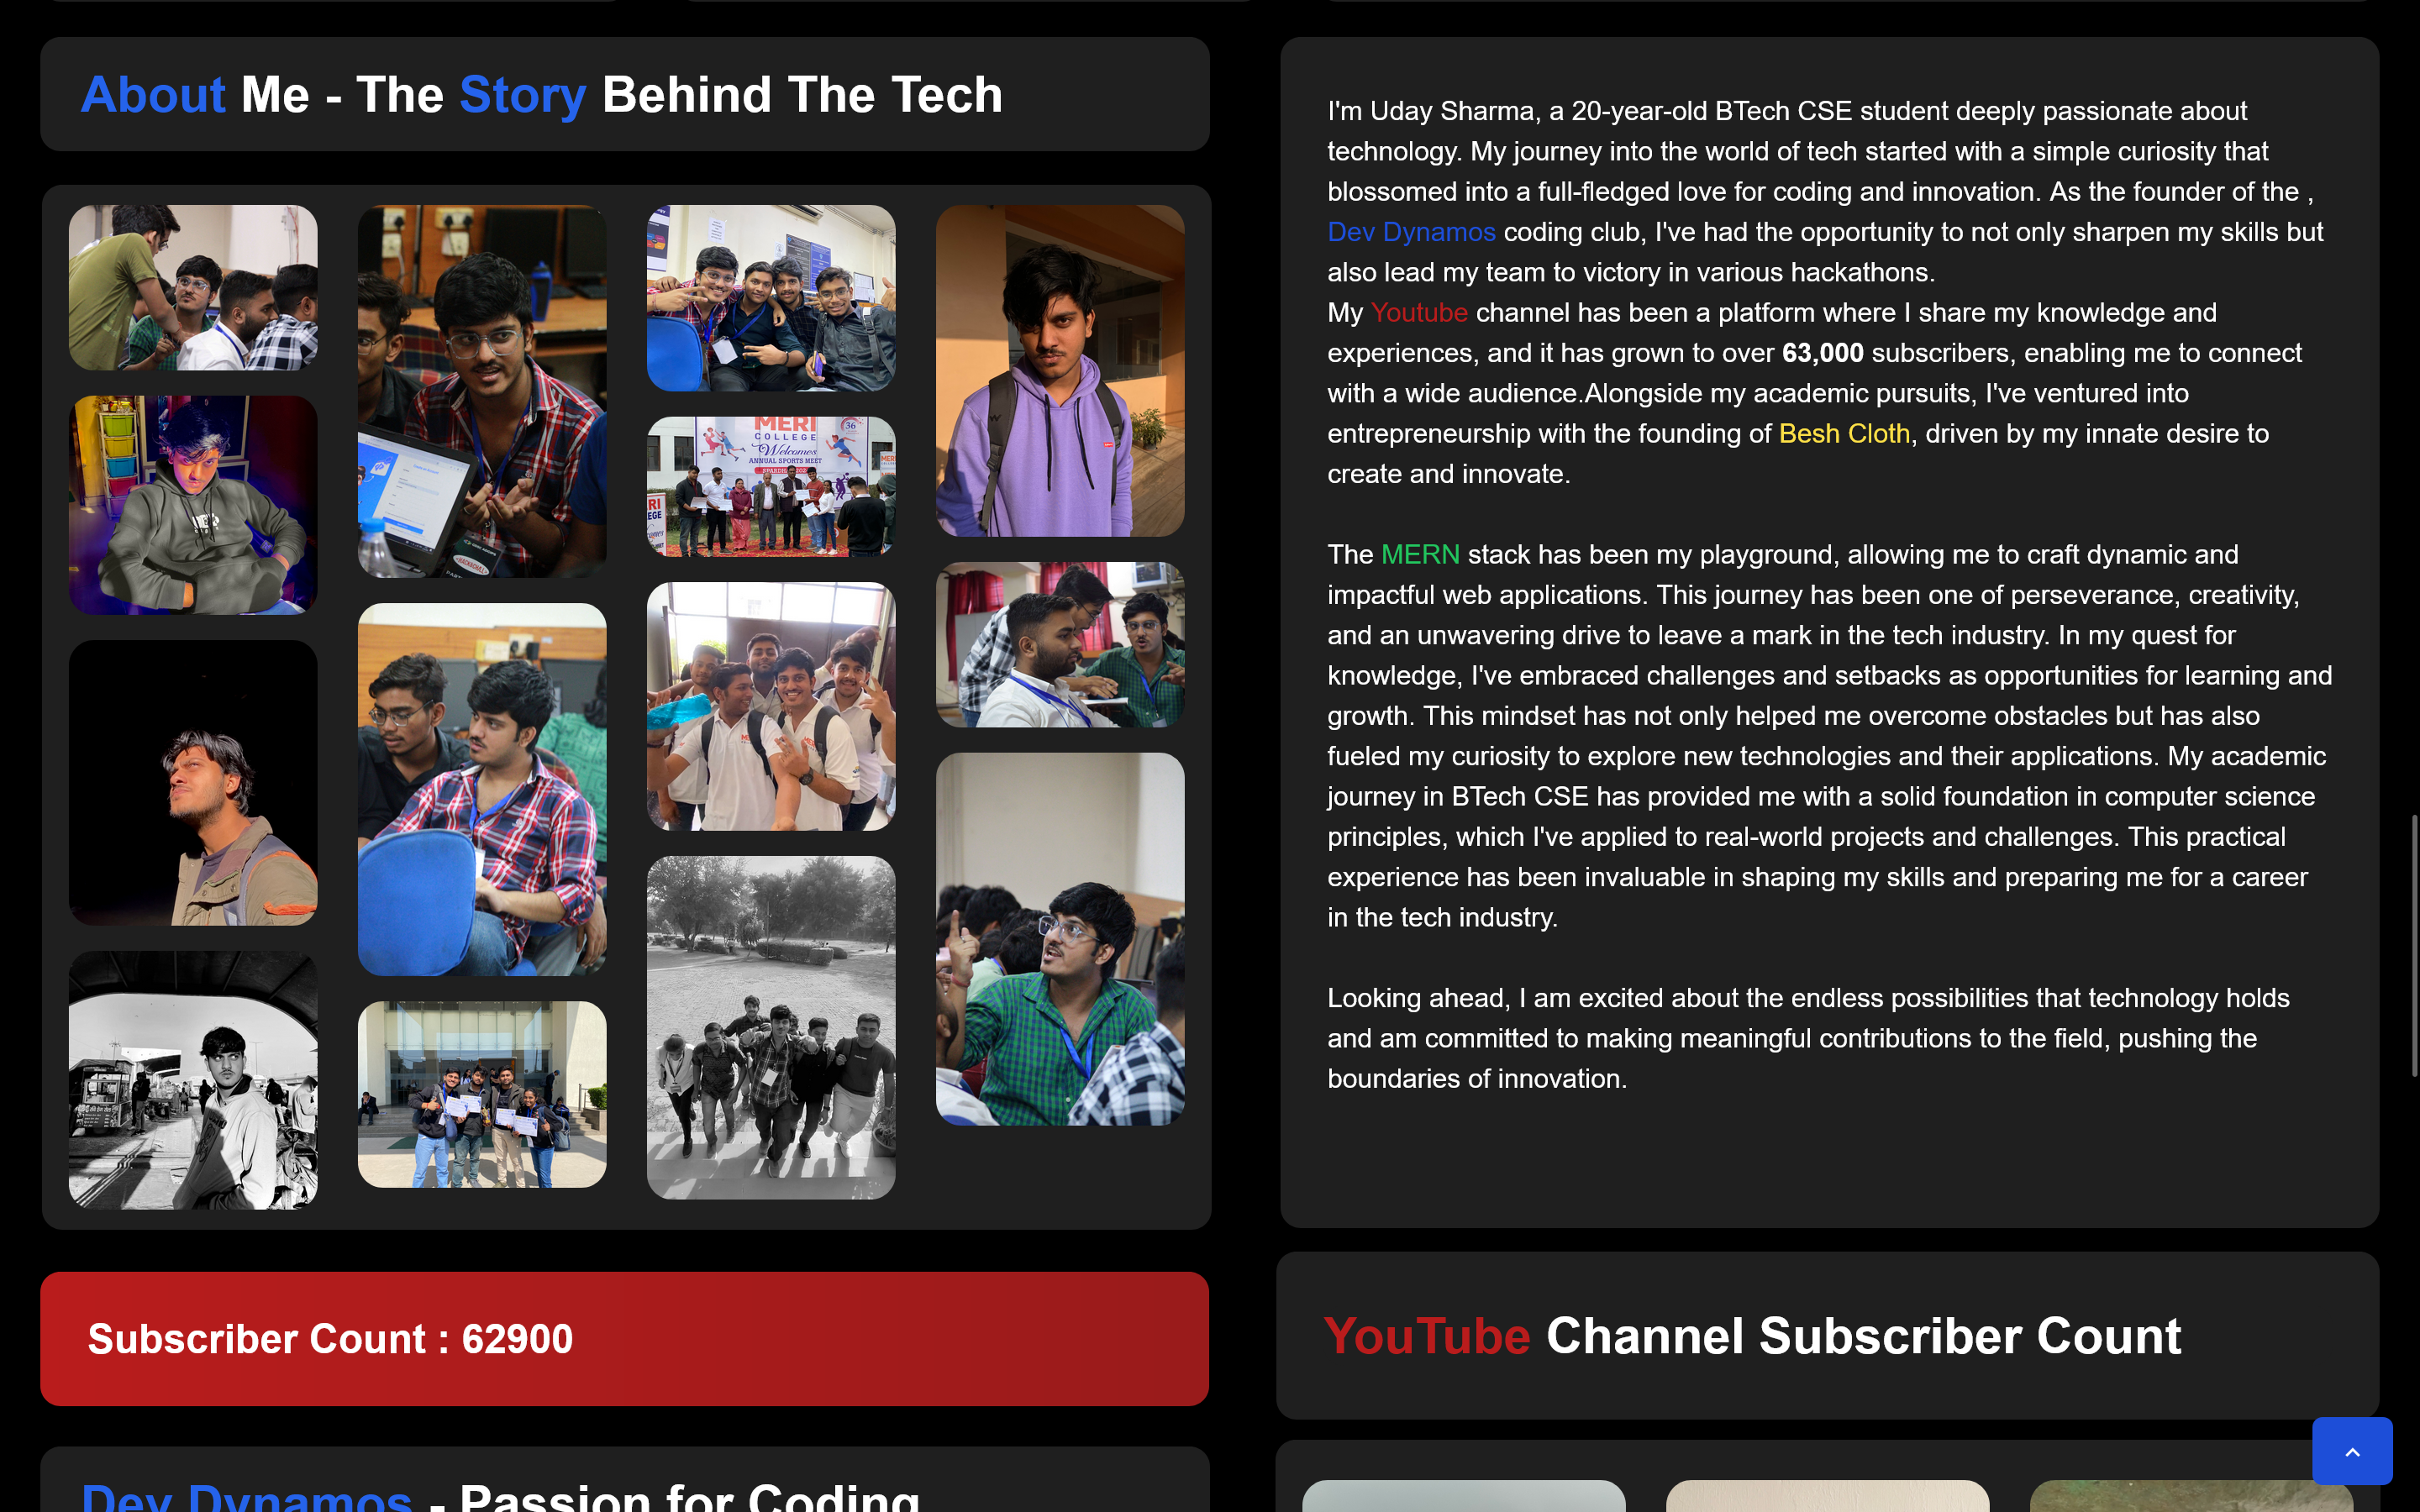 About Me - The Story Behind The Tech
MERI
COLLEGE
Welcomes
ANNUAL SPORTS MEET
36
I'm Uday Sharma, a 20-year-old BTech CSE student deeply passionate about
technology. My journey into the world of tech started with a simple curiosity that
blossomed into a full-fledged love for coding and innovation. As the founder of the ,
Dev Dynamos coding club, I've had the opportunity to not only sharpen my skills but
also lead my team to victory in various hackathons.
My Youtube channel has been a platform where I share my knowledge and
experiences, and it has grown to over 63,000 subscribers, enabling me to connect
with a wide audience.Alongside my academic pursuits, I've ventured into
entrepreneurship with the founding of Besh Cloth, driven by my innate desire to
create and innovate.
The MERN stack has been my playground, allowing me to craft dynamic and
impactful web applications. This journey has been one of perseverance, creativity,
and an unwavering drive to leave a mark in the tech industry. In my quest for
knowledge, I've embraced challenges and setbacks as opportunities for learning and
growth. This mindset has not only helped me overcome obstacles but has also
fueled my curiosity to explore new technologies and their applications. My academic
journey in BTech CSE has provided me with a solid foundation in computer science
principles, which I've applied to real-world projects and challenges. This practical
experience has been invaluable in shaping my skills and preparing me for a career
in the tech industry.
Looking ahead, I am excited about the endless possibilities that technology holds
and am committed to making meaningful contributions to the field, pushing the
boundaries of innovation.
Subscriber Count : 62900
YouTube Channel Subscriber Count
Dev Dynamos - Passion for Coding